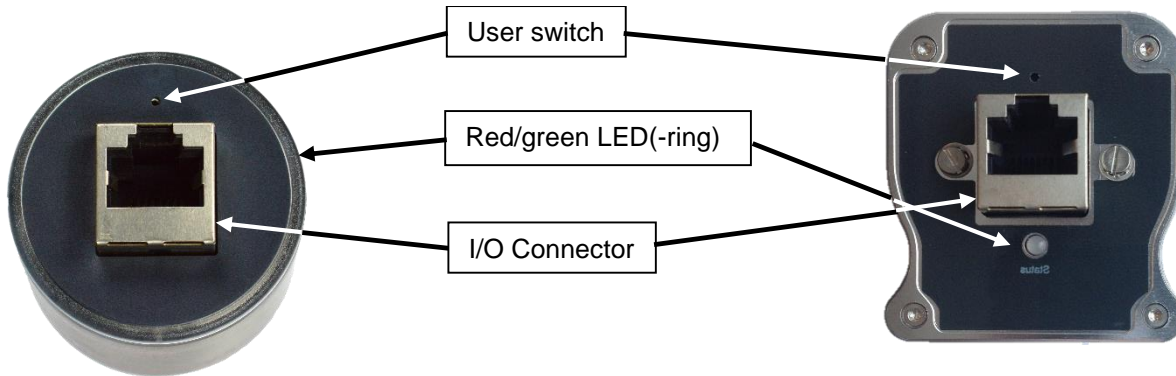 User switch
Red/green LED(-ring)
I/O Connector
Status